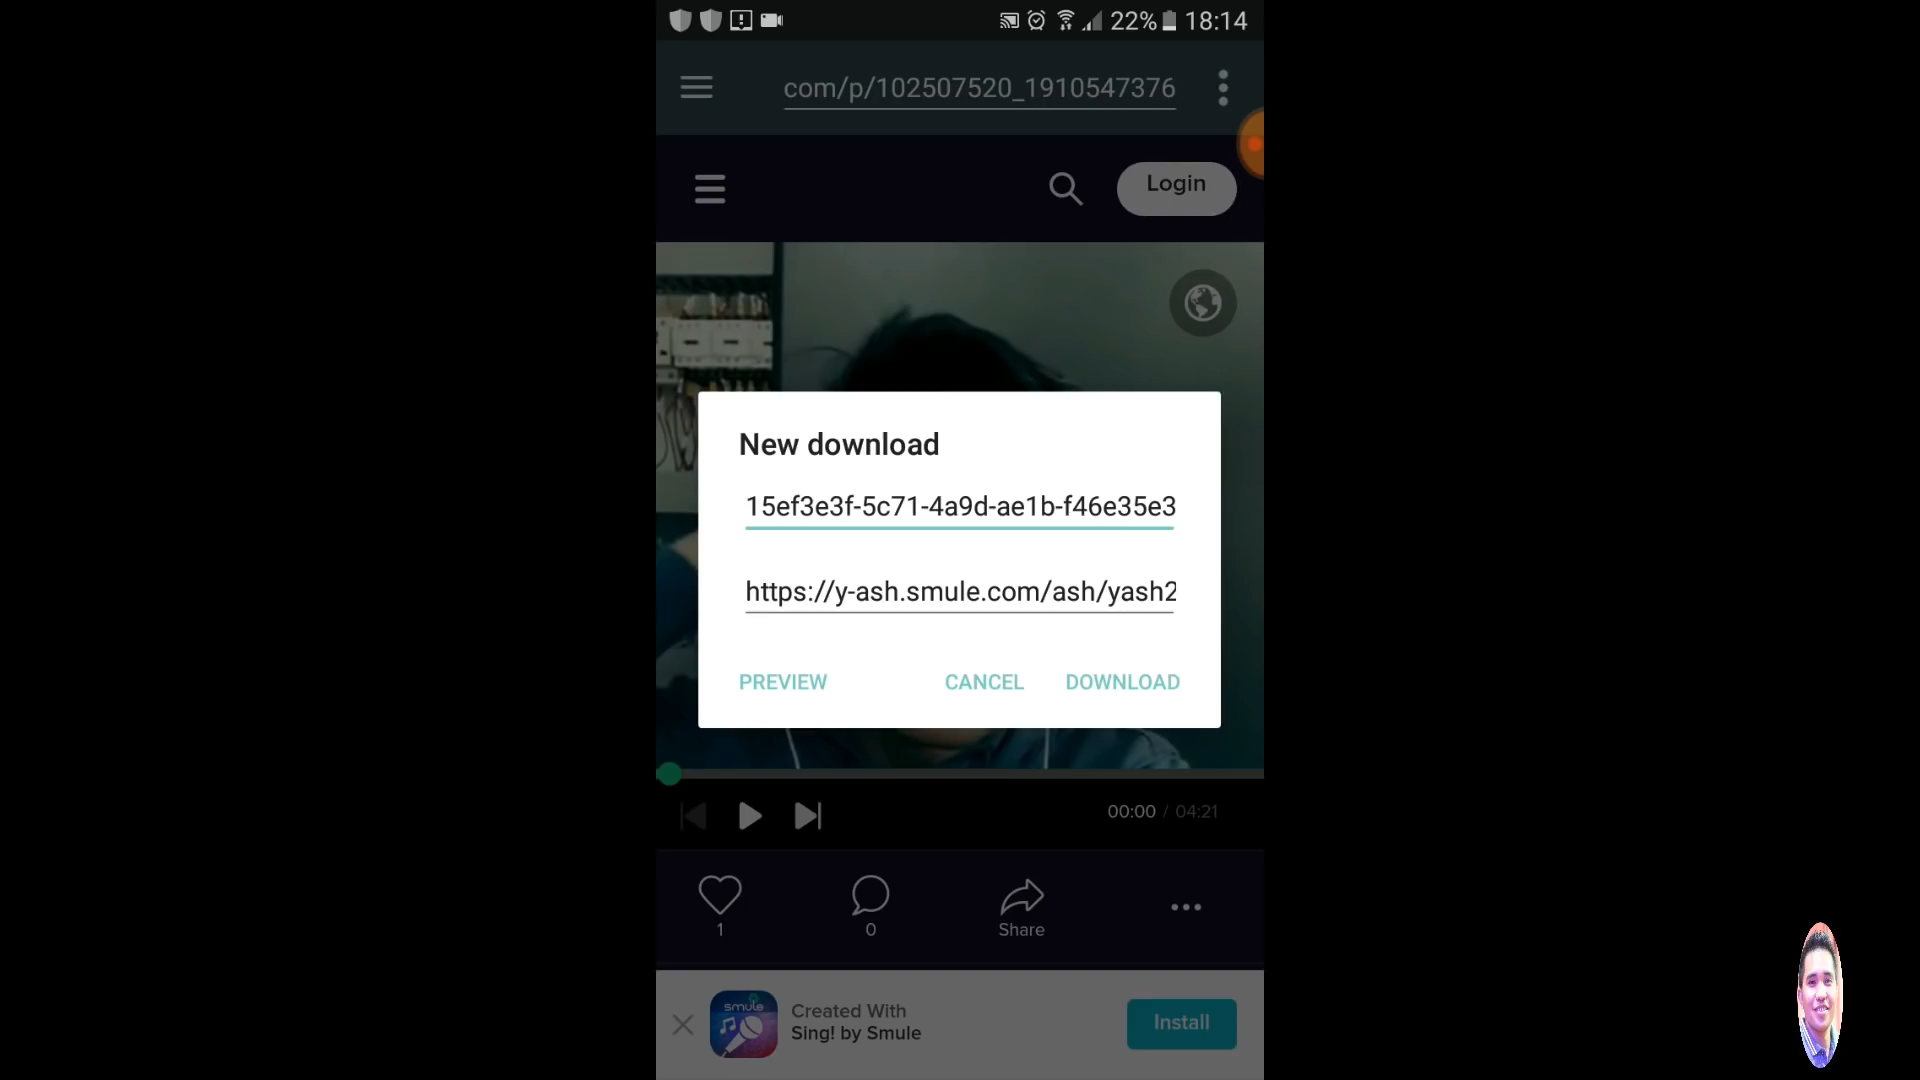 22% 18:14
com/p/102507520_1910547376
Login
New download
15ef3e3f-5c71-4a9d-ae1b-f46e35e3
https://y-ash.smule.com/ash/yash2
PREVIEW CANCEL DOWNLOAD
00:00 / 04:21
1 0 Share
smule
Created With
Sing! by Smule
Install